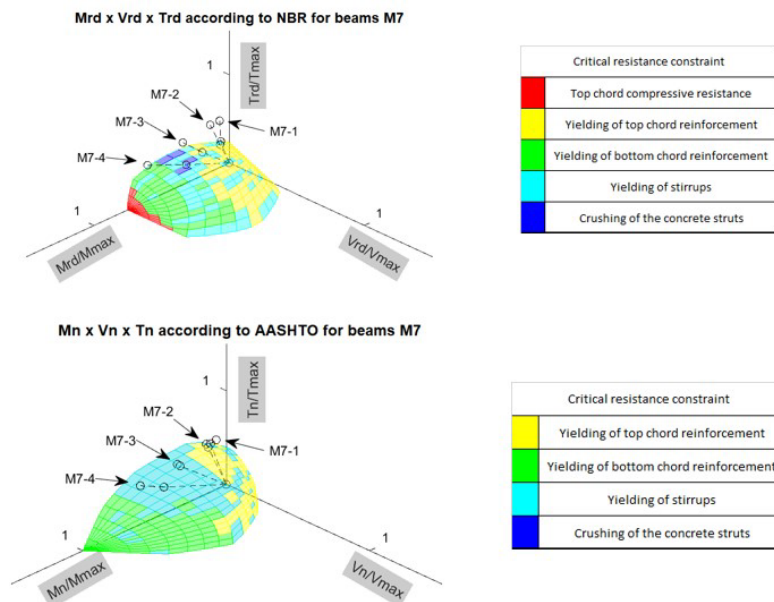 Mrd x Vrd x Trd according to NBR for beams M7
Trd/Tmax
1
M7-2
M7-3
M7-1
M7-4
1
1
Mrd/Mmax
Vrd/Vmax
Critical resistance constraint
Top chord compressive resistance
Yielding of top chord reinforcement
Yielding of bottom chord reinforcement
Yielding of stirrups
Crushing of the concrete struts
Mn x Vn x Tn according to AASHTO for beams M7
Tn/Tmax
1
M7-2
M7-3
M7-1
M7-4
1
1
Mn/Mmax
Vn/Vmax
Critical resistance constraint
Yielding of top chord reinforcement
Yielding of bottom chord reinforcement
Yielding of stirrups
Crushing of the concrete struts